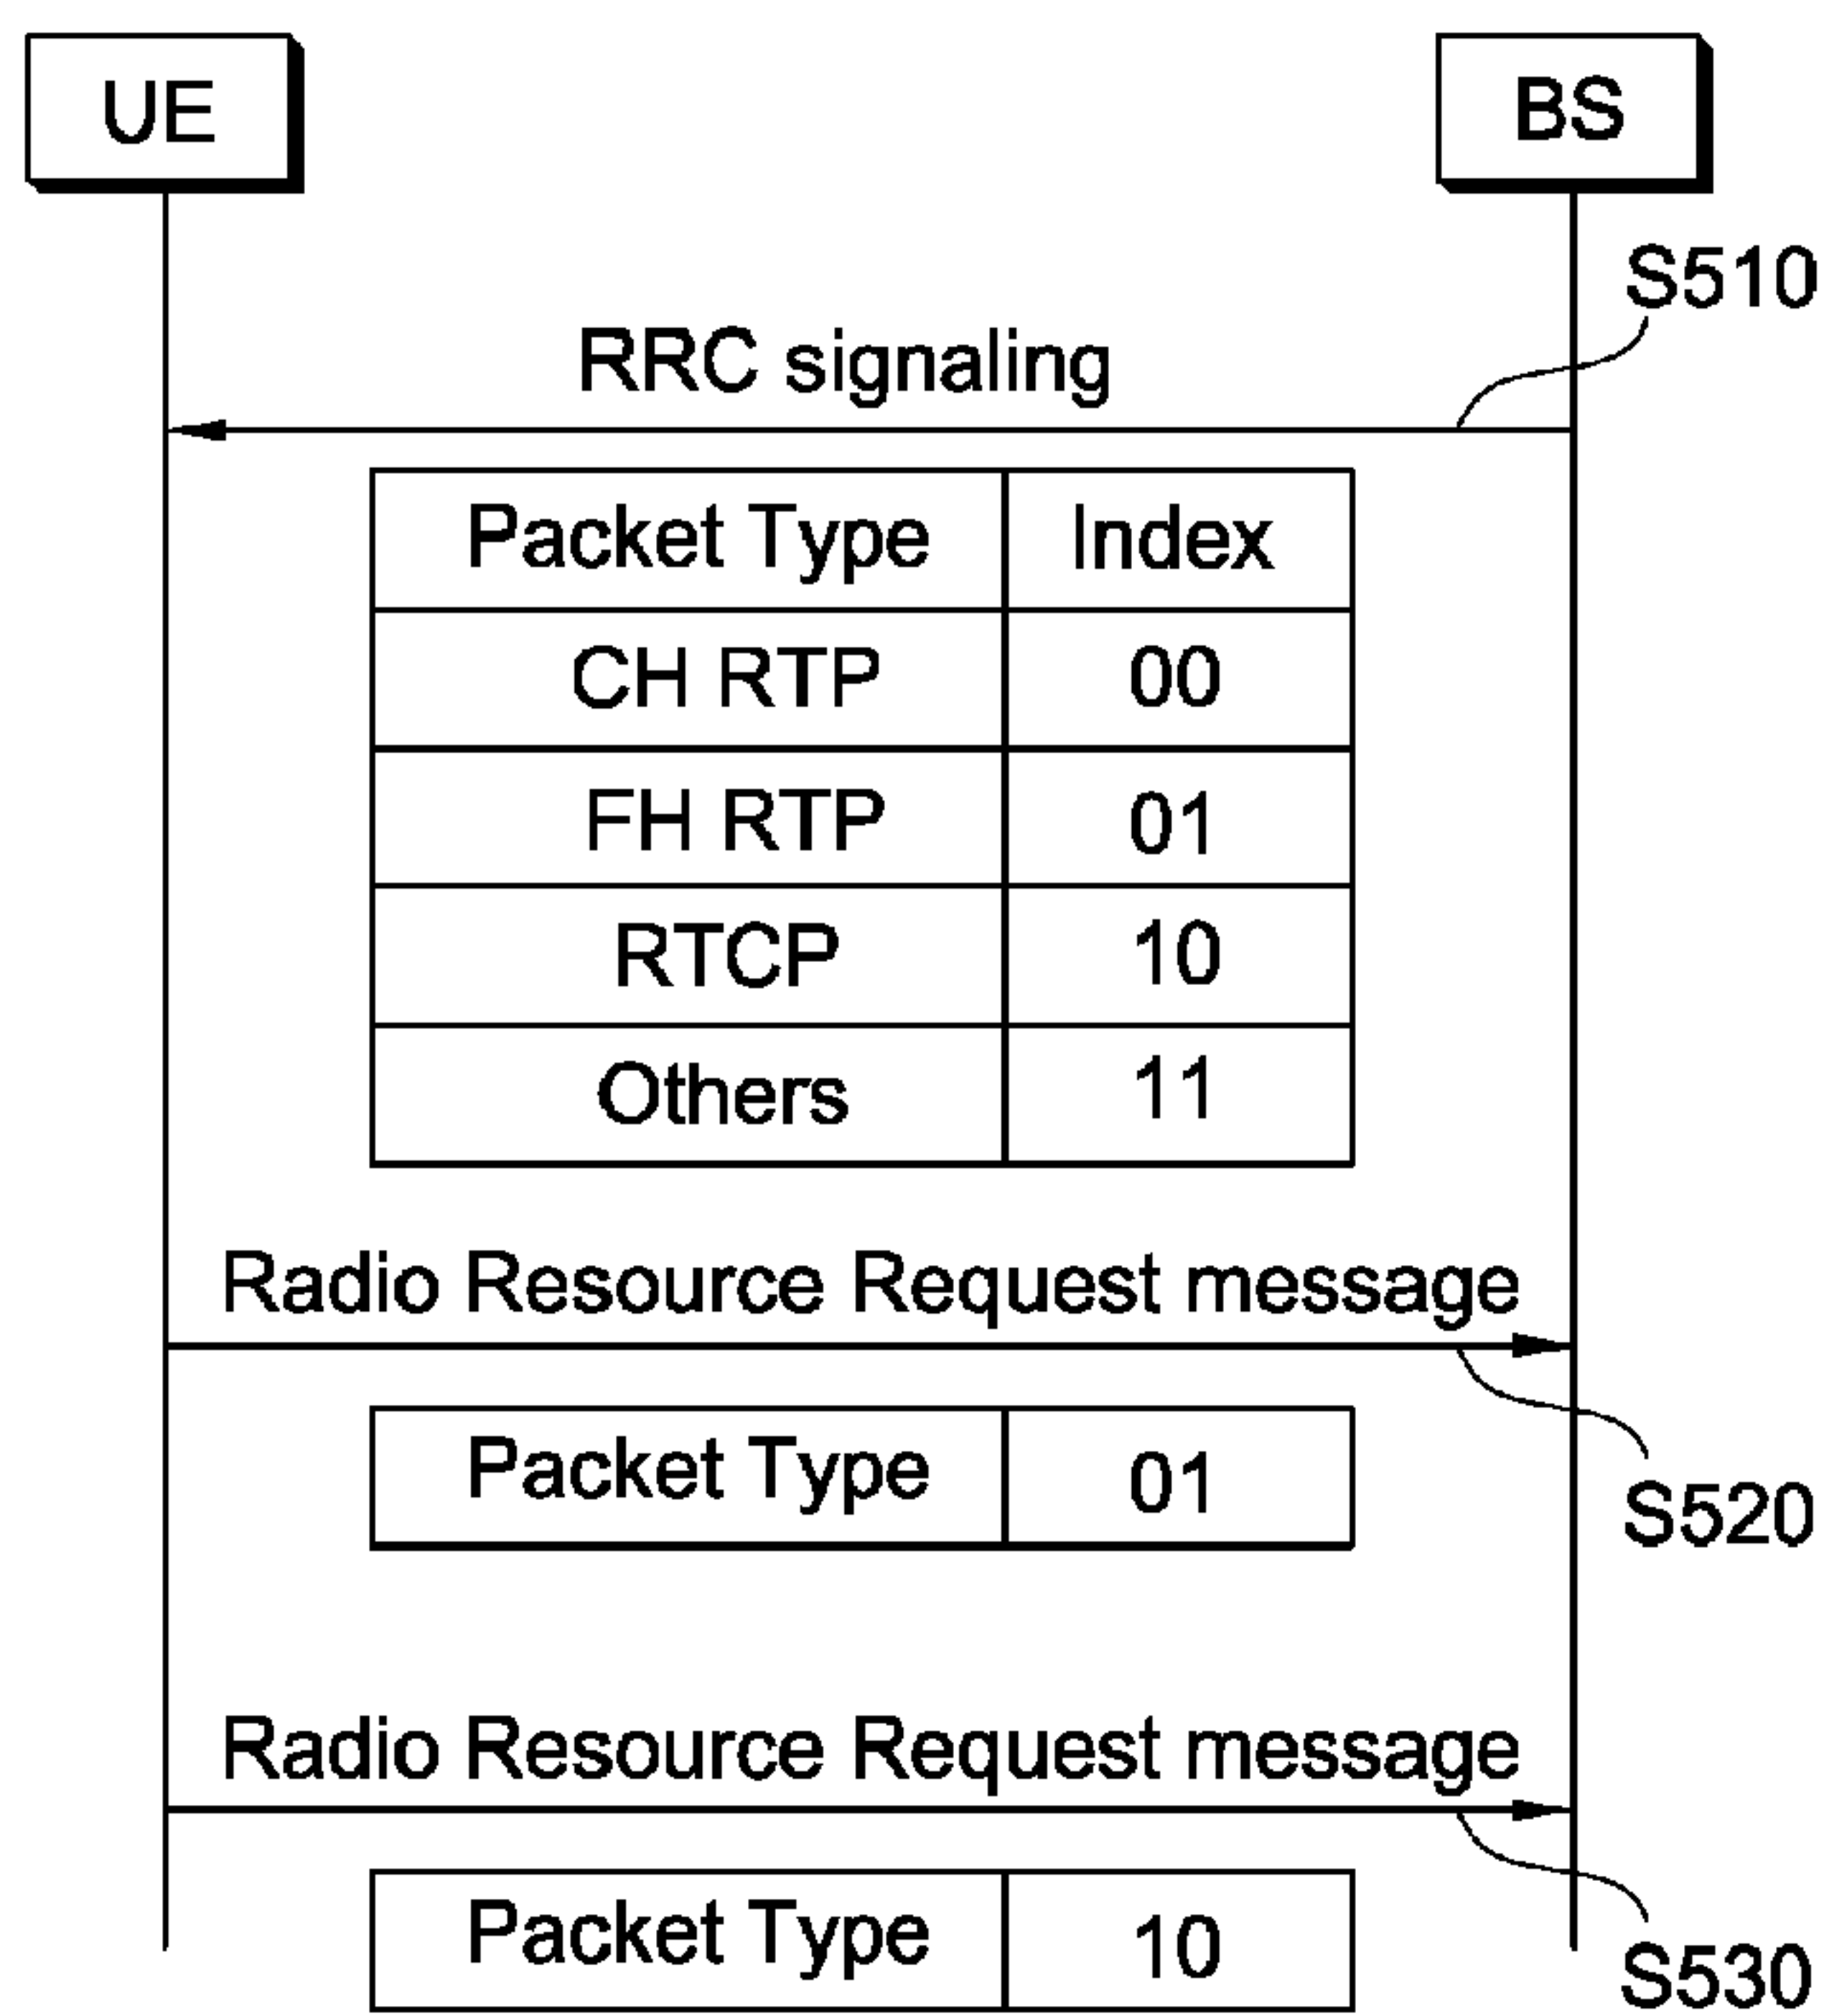 UE BS
S510
RRC signaling
Packet Type Index
CH RTP 00
FH RTP 01
RTCP 10
Others 11
Radio Resource Request message
Packet Type 01
S520
Radio Resource Request message
Packet Type 10
S530